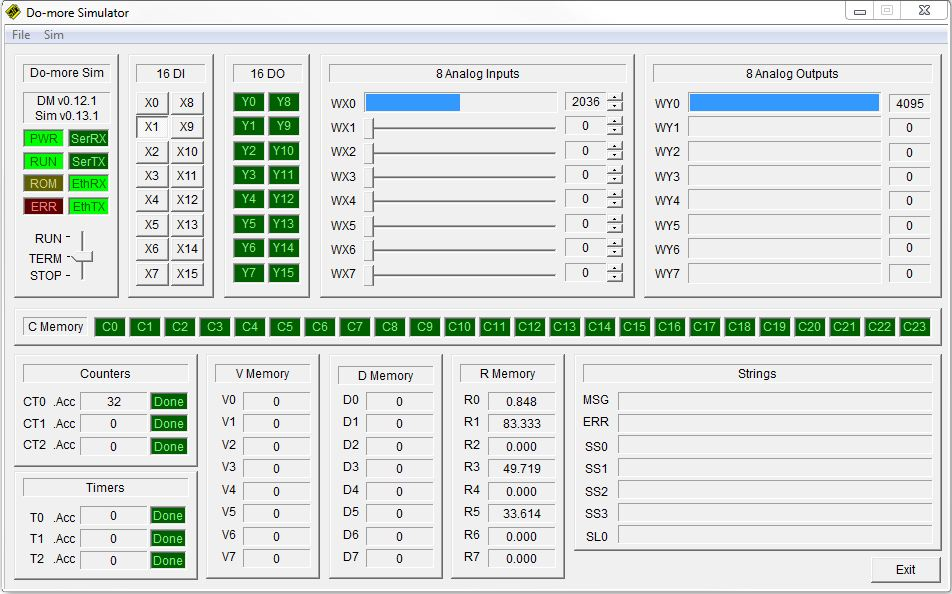 Do-more Simulator
File Sim
Do-more Sim
DM v0.12.1
Sim v0.13.1
PWR SerRX
RUN SerTX
ROM EthRX
ERR EthTX
RUN
TERM
STOP
16 DI
X0 X8
X1 X9
X2 X10
X3 X11
X4 X12
X5 X13
X6 X14
X7 X15
16 DO
Y0 Y8
Y1 Y9
Y2 Y10
Y3 Y11
Y4 Y12
Y5 Y13
Y6 Y14
Y7 Y15
8 Analog Inputs
WX0 2036
WX1 0
WX2 0
WX3 0
WX4 0
WX5 0
WX6 0
WX7 0
8 Analog Outputs
WY0 4095
WY1 0
WY2 0
WY3 0
WY4 0
WY5 0
WY6 0
WY7 0
C Memory C0 C1 C2 C3 C4 C5 C6 C7 C8 C9 C10 C11 C12 C13 C14 C15 C16 C17 C18 C19 C20 C21 C22 C23
Counters
CT0 .Acc 32 Done
CT1 .Acc 0 Done
CT2 .Acc 0 Done
Timers
T0 .Acc 0 Done
T1 .Acc 0 Done
T2 .Acc 0 Done
V Memory
V0 0
V1 0
V2 0
V3 0
V4 0
V5 0
V6 0
V7 0
D Memory
D0 0
D1 0
D2 0
D3 0
D4 0
D5 0
D6 0
D7 0
R Memory
R0 0.848
R1 83.333
R2 0.000
R3 49.719
R4 0.000
R5 33.614
R6 0.000
R7 0.000
Strings
MSG
ERR
SS0
SS1
SS2
SS3
SL0
Exit